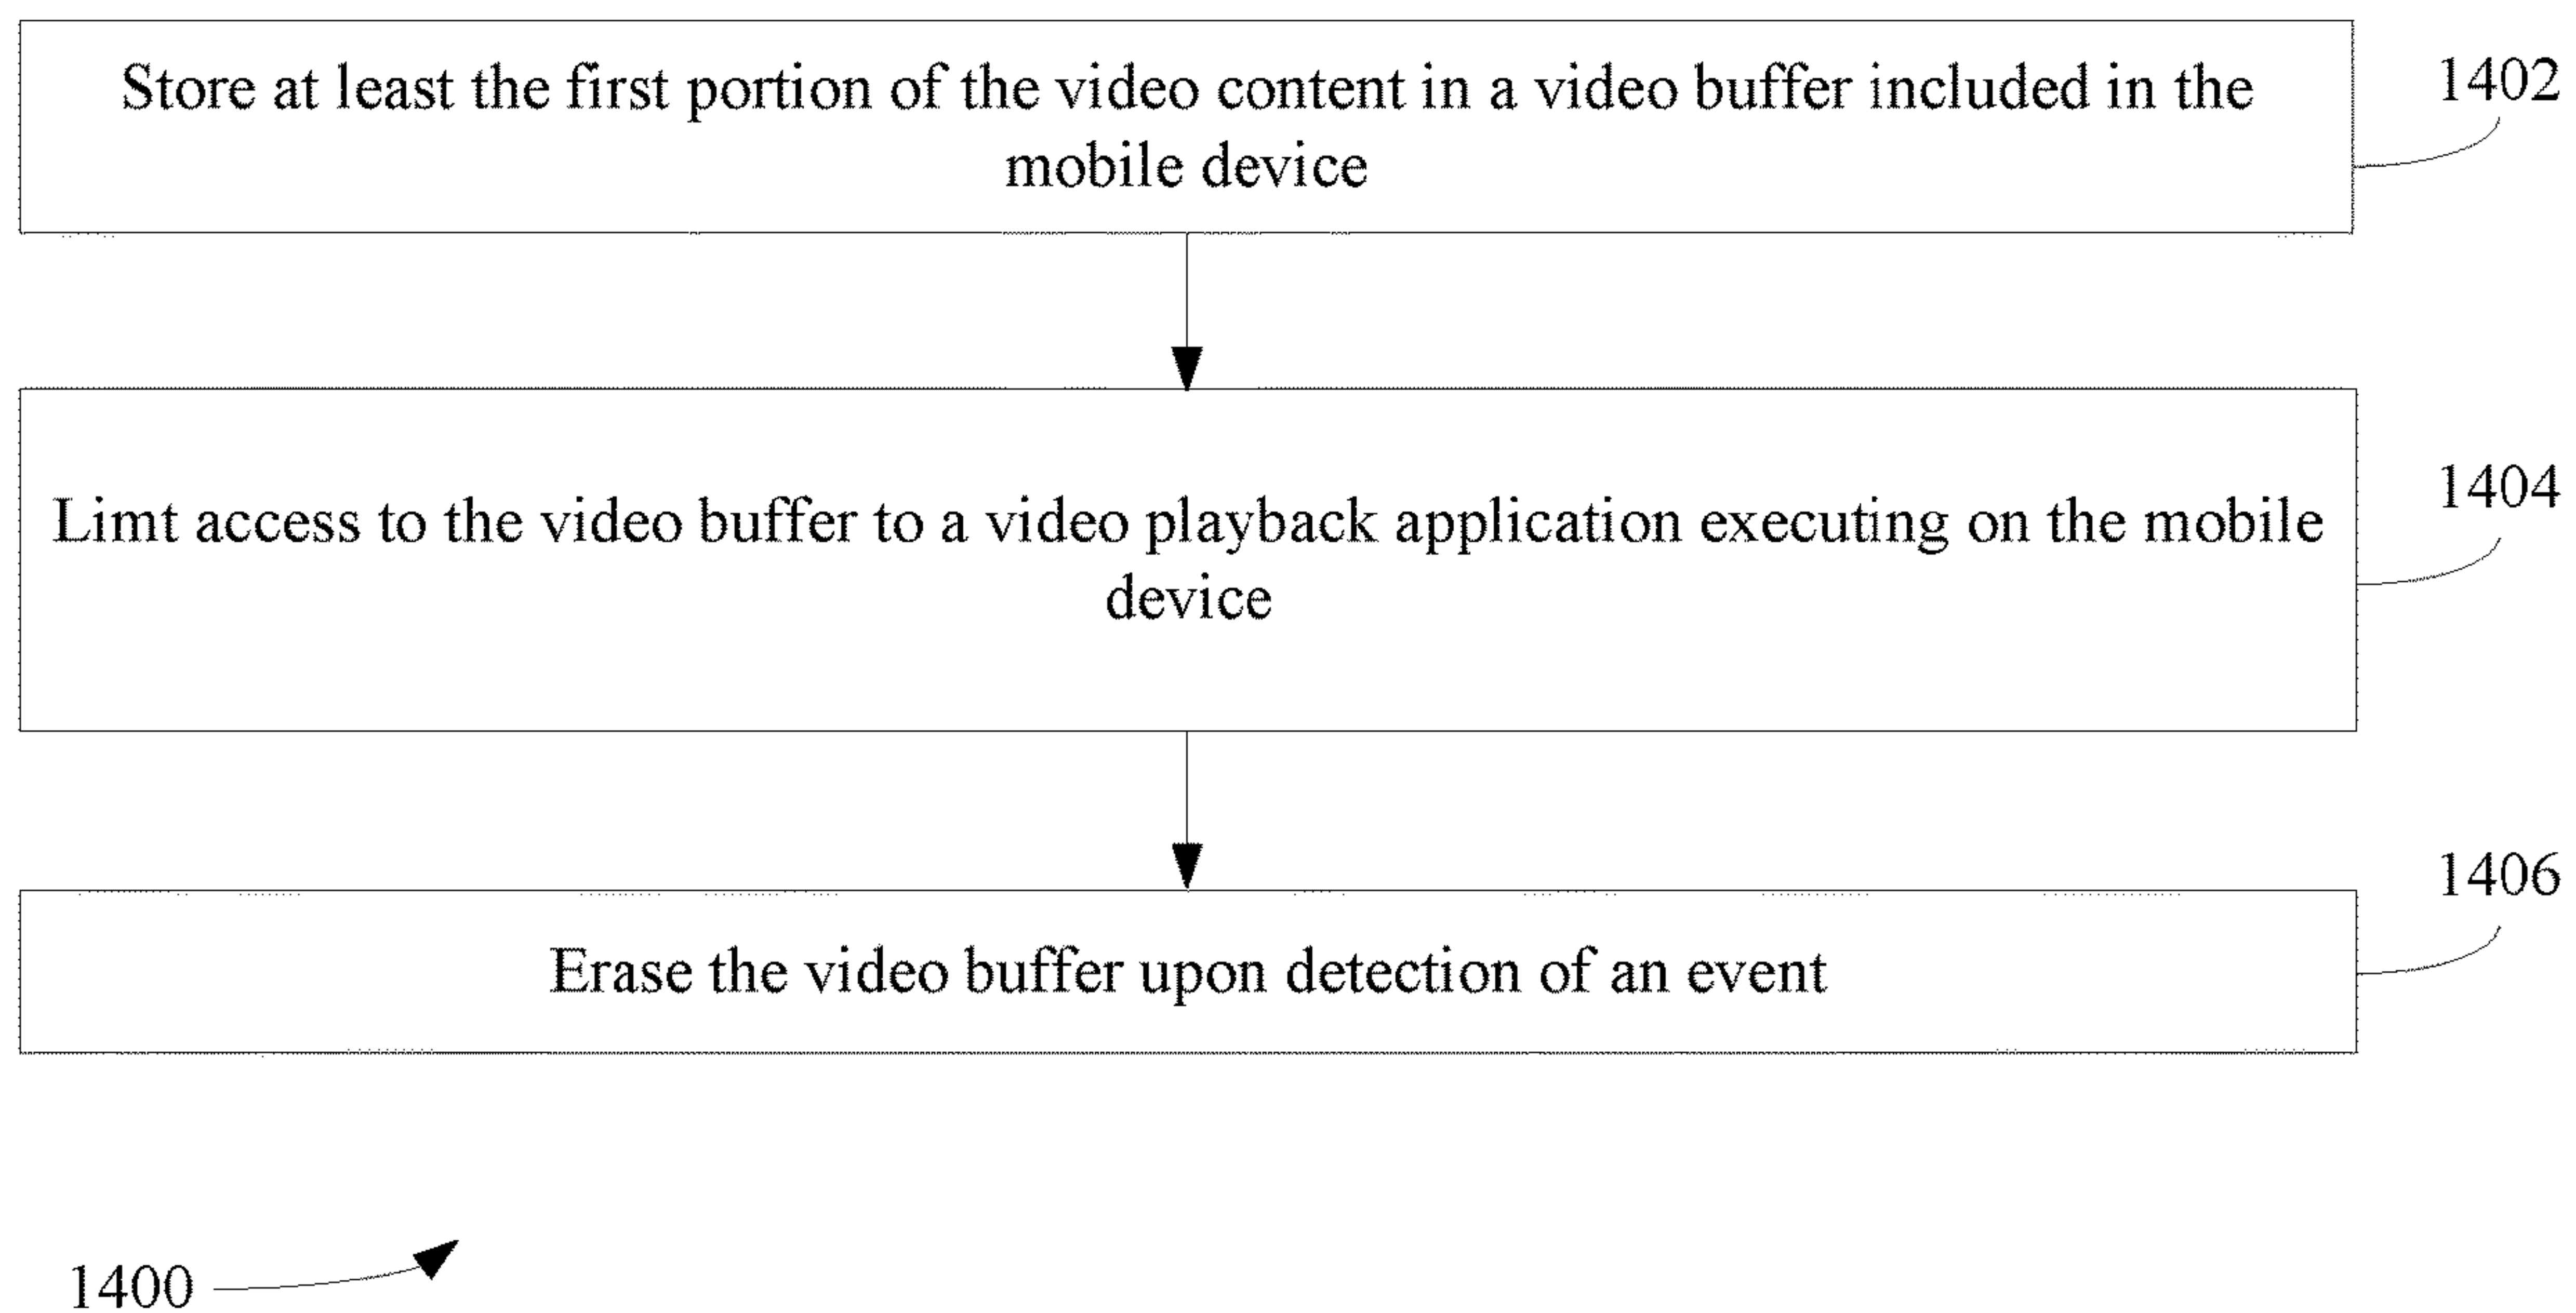 Store at least the first portion of the video content in a video buffer included in the
mobile device
1402
Limt access to the video buffer to a video playback application executing on the mobile
device
1404
Erase the video buffer upon detection of an event
1406
1400